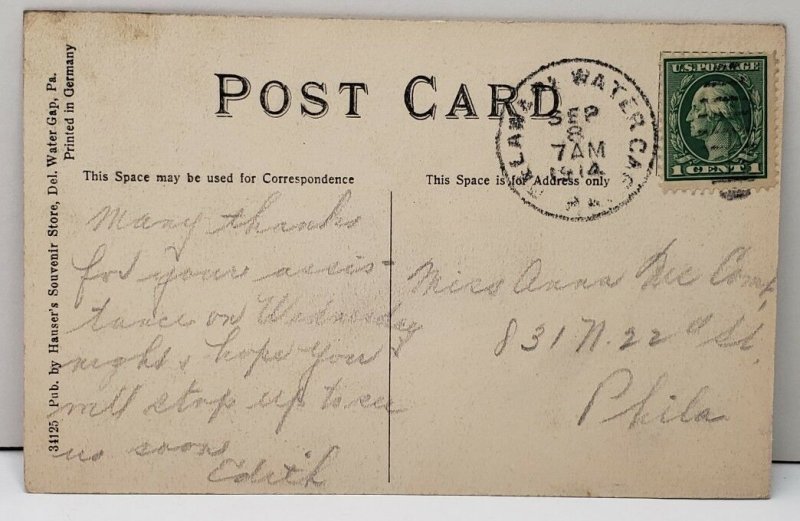 POST CARD
This Space may be used for Correspondence
This Space is for Address only
34125 Pub. by Hauser's Souvenir Store, Del. Water Gap, Pa.
Printed in Germany
DELAWARE WATER GAP
SEP
8
7AM
1914
PA.
U.S. POSTAGE
1 CENT 1
Many thanks
for your assis-
tance on Wednesday
night & hope you
will stop up to see
us soon
Edith
Miss Anna Mc Comb,
831 N. 22nd St.
Phila